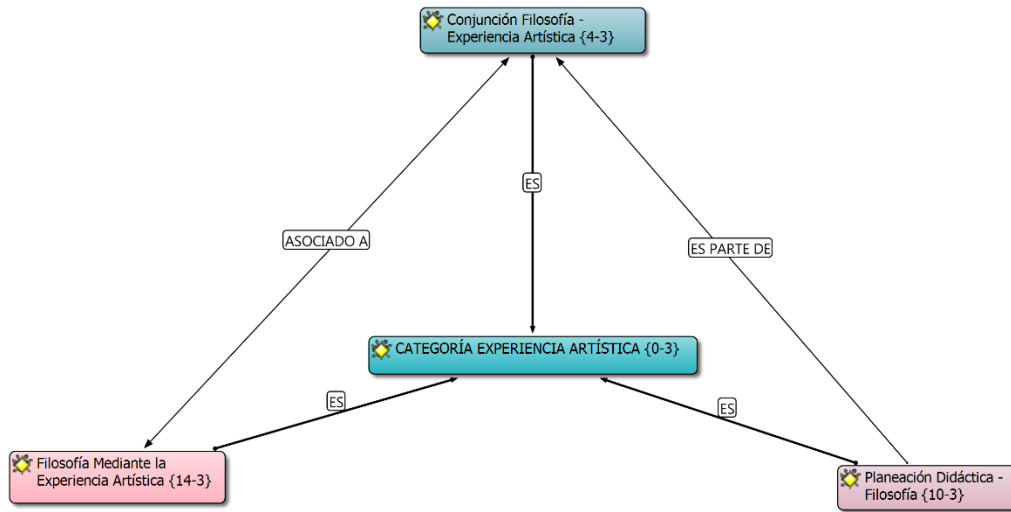 Conjunción Filosofía -
Experiencia Artística {4-3}
ES
ASOCIADO A
ES PARTE DE
CATEGORÍA EXPERIENCIA ARTÍSTICA {0-3}
ES
ES
Filosofía Mediante la
Experiencia Artística {14-3}
Planeación Didáctica -
Filosofía {10-3}